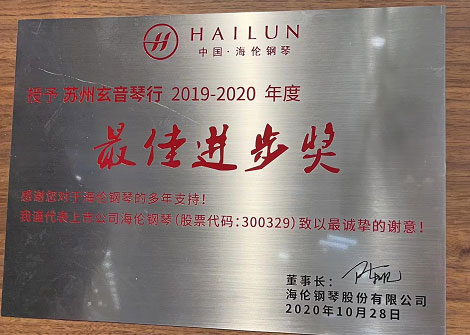 HAILUN
中国·海伦钢琴
授予 苏州玄音琴行 2019-2020 年度
最佳进步奖
感谢您对于海伦钢琴的多年支持!
我谨代表上市公司海伦钢琴(股票代码:300329)致以最诚挚的谢意!
董事长:
海伦钢琴股份有限公司
2020年10月28日